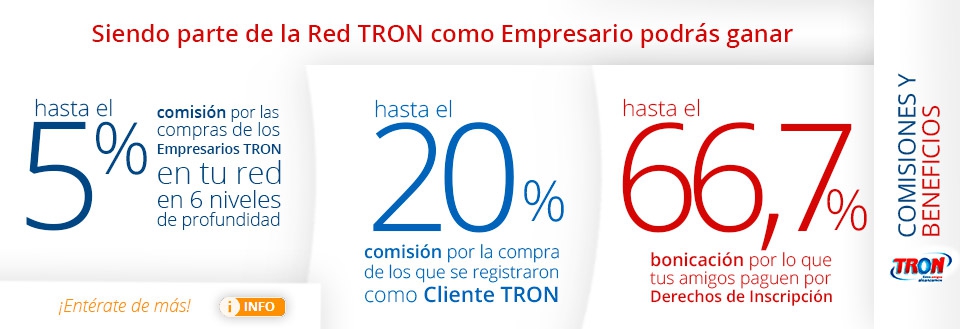 Siendo parte de la Red TRON como Empresario podrás ganar
hasta el
5%
comisión por las
compras de los
Empresarios TRON
en tu red
en 6 niveles
de profundidad
hasta el
20%
comisión por la compra
de los que se registraron
como Cliente TRON
hasta el
66,7%
bonicación por lo que
tus amigos paguen por
Derechos de Inscripción
¡Entérate de más!
i INFO
COMISIONES Y
BENEFICIOS
TRON